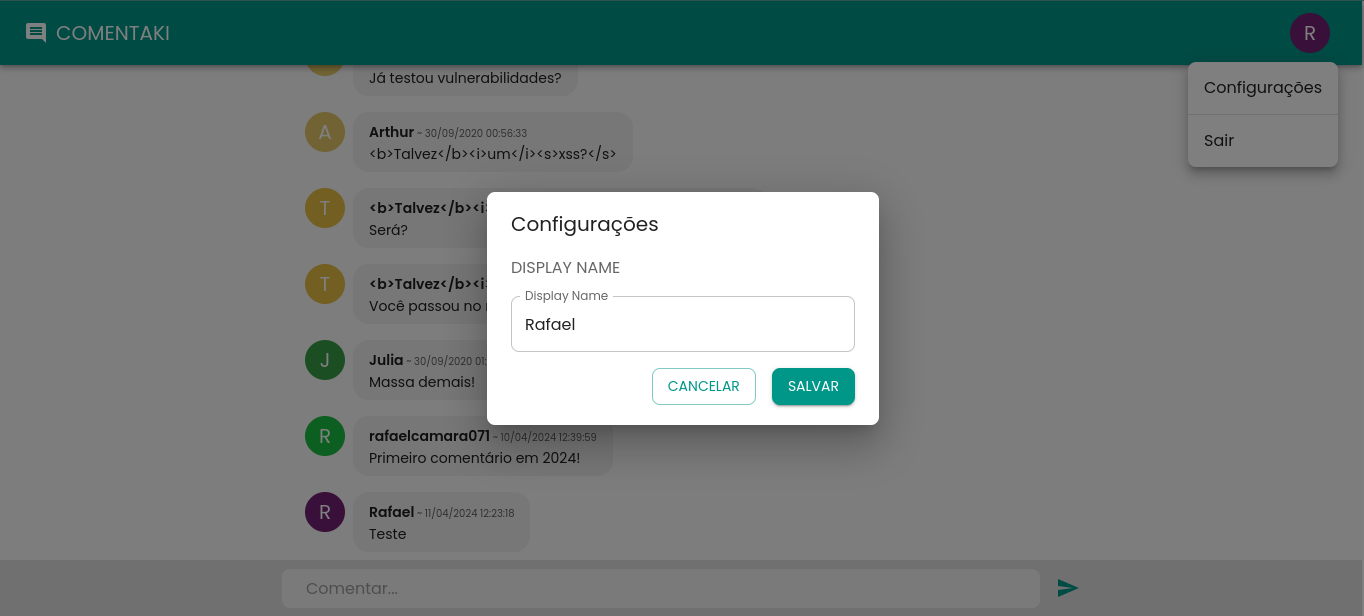 COMENTAKI
R
Configurações
Sair
Já testou vulnerabilidades?
A
Arthur - 30/09/2020 00:56:33
<b>Talvez</b><i>um</i><s>xss?</s>
T
<b>Talvez</b><i>
Será?
T
<b>Talvez</b><i>
Você passou no
J
Julia - 30/09/2020 01:
Massa demais!
R
rafaelcamara071 - 10/04/2024 12:39:59
Primeiro comentário em 2024!
R
Rafael - 11/04/2024 12:23:18
Teste
Comentar...
Configurações
DISPLAY NAME
Display Name
Rafael
CANCELAR
SALVAR